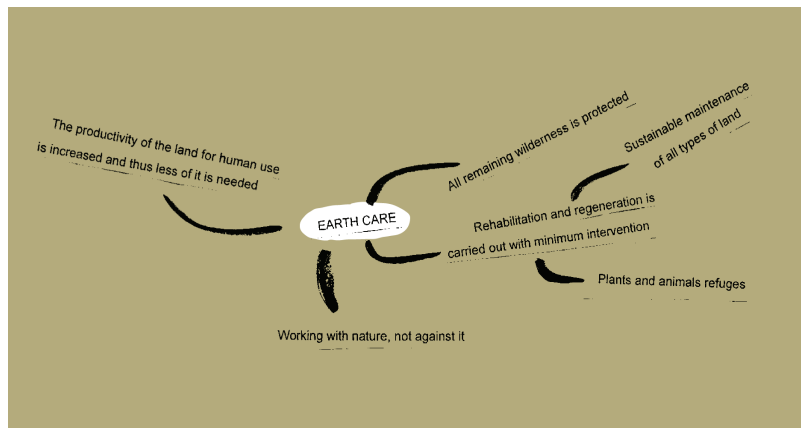 EARTH CARE
The productivity of the land for human use
is increased and thus less of it is needed
All remaining wilderness is protected
Sustainable maintenance
of all types of land
Rehabilitation and regeneration is
carried out with minimum intervention
Plants and animals refuges
Working with nature, not against it